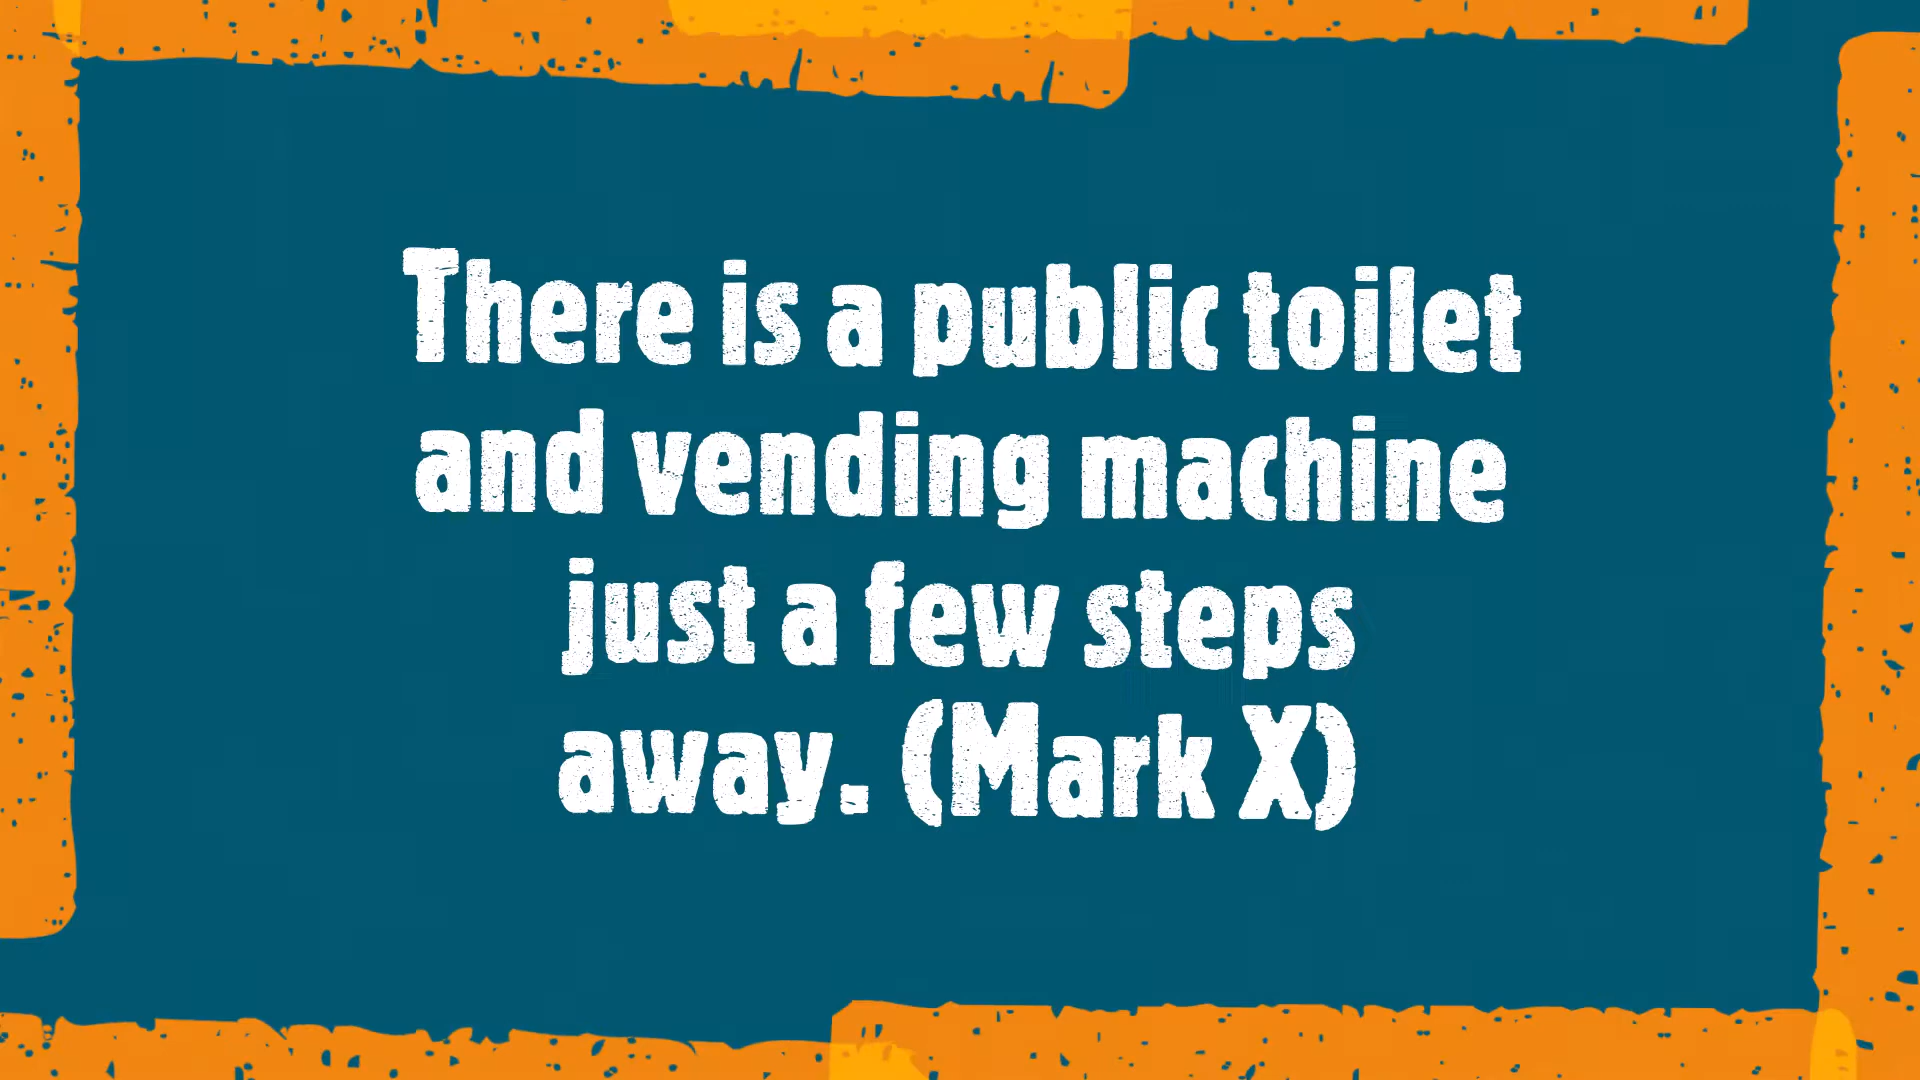 There is a public toilet
and vending machine
just a few steps
away. (Mark X)